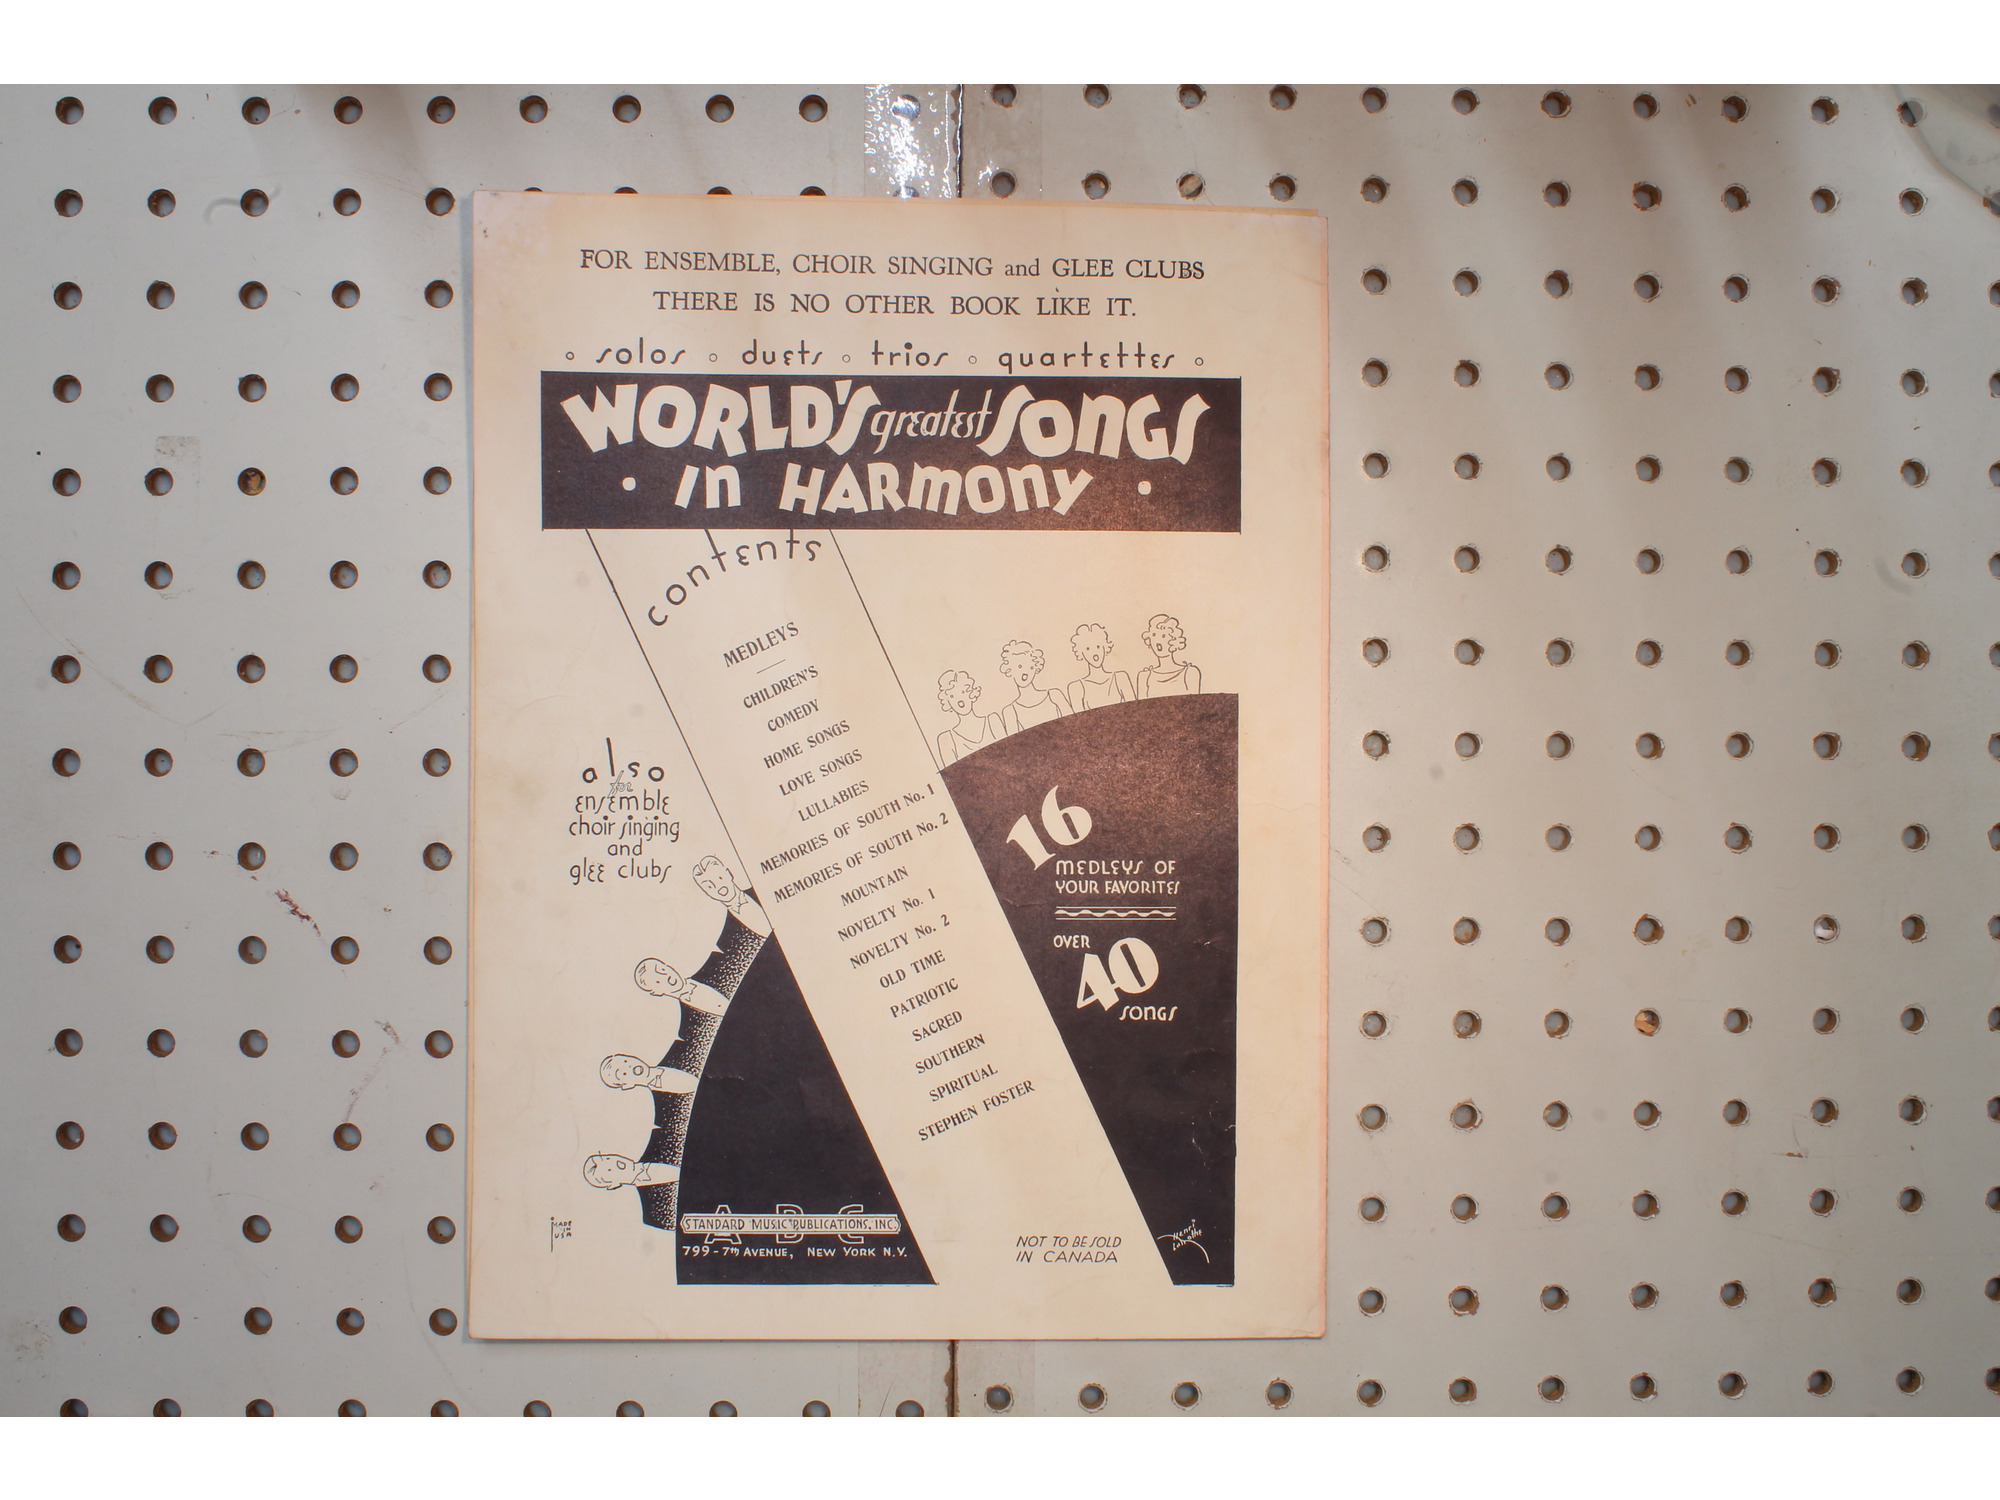 FOR ENSEMBLE, CHOIR SINGING and GLEE CLUBS
THERE IS NO OTHER BOOK LIKE IT.
solos duets trios quartettes
WORLD'S greatest SONGS
in HARMONY
contents
MEDLEYS
CHILDREN'S
COMEDY
HOME SONGS
LOVE SONGS
LULLABIES
MEMORIES OF SOUTH No. 1
MEMORIES OF SOUTH No. 2
MOUNTAIN
NOVELTY No. 1
NOVELTY No. 2
OLD TIME
PATRIOTIC
SACRED
SOUTHERN
SPIRITUAL
STEPHEN FOSTER
also
for
ensemble
choir singing
and
glee clubs
16
MEDLEYS OF
YOUR FAVORITES
OVER
40
SONGS
MADE
IN
USA
ABC
STANDARD MUSIC PUBLICATIONS, INC
799-7th AVENUE, NEW YORK N.Y.
NOT TO BE SOLD
IN CANADA